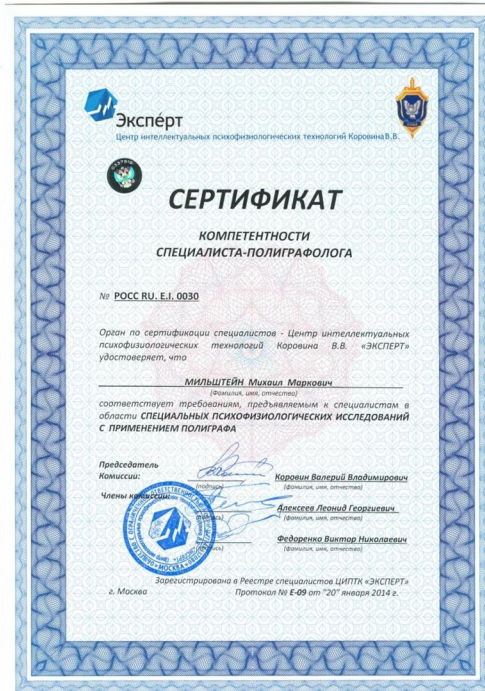 Эксперт
Центр интеллектуальных психофизиологических технологий Коровина В.В.
СЕРТИФИКАТ
КОМПЕТЕНТНОСТИ
СПЕЦИАЛИСТА-ПОЛИГРАФОЛОГА
№ РОСС RU. E.I. 0030
Орган по сертификации специалистов - Центр интеллектуальных
психофизиологических технологий Коровина В.В. «ЭКСПЕРТ»
удостоверяет, что
МИЛЬШТЕЙН Михаил Маркович
(Фамилия, имя, отчество)
соответствует требованиям, предъявляемым к специалистам в
области СПЕЦИАЛЬНЫХ ПСИХОФИЗИОЛОГИЧЕСКИХ ИССЛЕДОВАНИЙ
С ПРИМЕНЕНИЕМ ПОЛИГРАФА
Председатель
Комиссии:
Коровин Валерий Владимирович
(подпись)
(фамилия, имя, отчество)
Члены комиссии:
Алексеев Леонид Георгиевич
(подпись)
(фамилия, имя, отчество)
Федоренко Виктор Николаевич
(фамилия, имя, отчество)
МОСКВА
Зарегистрирована в Реестре специалистов ЦИПТК «ЭКСПЕРТ»
г. Москва Протокол № Е-09 от "20" января 2014 г.